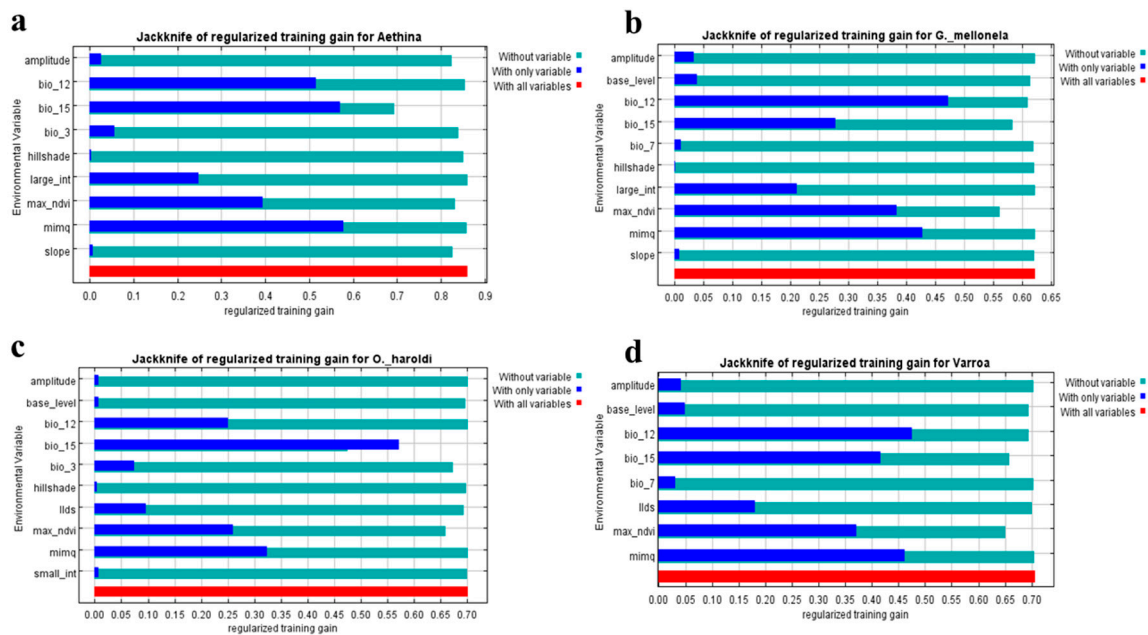 a
Jackknife of regularized training gain for Aethina
Environmental Variable
amplitude
bio_12
bio_15
bio_3
hillshade
large_int
max_ndvi
mimq
slope
Without variable
With only variable
With all variables
0.0 0.1 0.2 0.3 0.4 0.5 0.6 0.7 0.8 0.9
regularized training gain
b
Jackknife of regularized training gain for G._mellonela
Environmental Variable
amplitude
base_level
bio_12
bio_15
bio_7
hillshade
large_int
max_ndvi
mimq
slope
Without variable
With only variable
With all variables
0.00 0.05 0.10 0.15 0.20 0.25 0.30 0.35 0.40 0.45 0.50 0.55 0.60 0.65
regularized training gain
c
Jackknife of regularized training gain for O._haroldi
Environmental Variable
amplitude
base_level
bio_12
bio_15
bio_3
hillshade
llds
max_ndvi
mimq
small_int
Without variable
With only variable
With all variables
0.00 0.05 0.10 0.15 0.20 0.25 0.30 0.35 0.40 0.45 0.50 0.55 0.60 0.65 0.70
regularized training gain
d
Jackknife of regularized training gain for Varroa
Environmental Variable
amplitude
base_level
bio_12
bio_15
bio_7
llds
max_ndvi
mimq
Without variable
With only variable
With all variables
0.00 0.05 0.10 0.15 0.20 0.25 0.30 0.35 0.40 0.45 0.50 0.55 0.60 0.65 0.70
regularized training gain